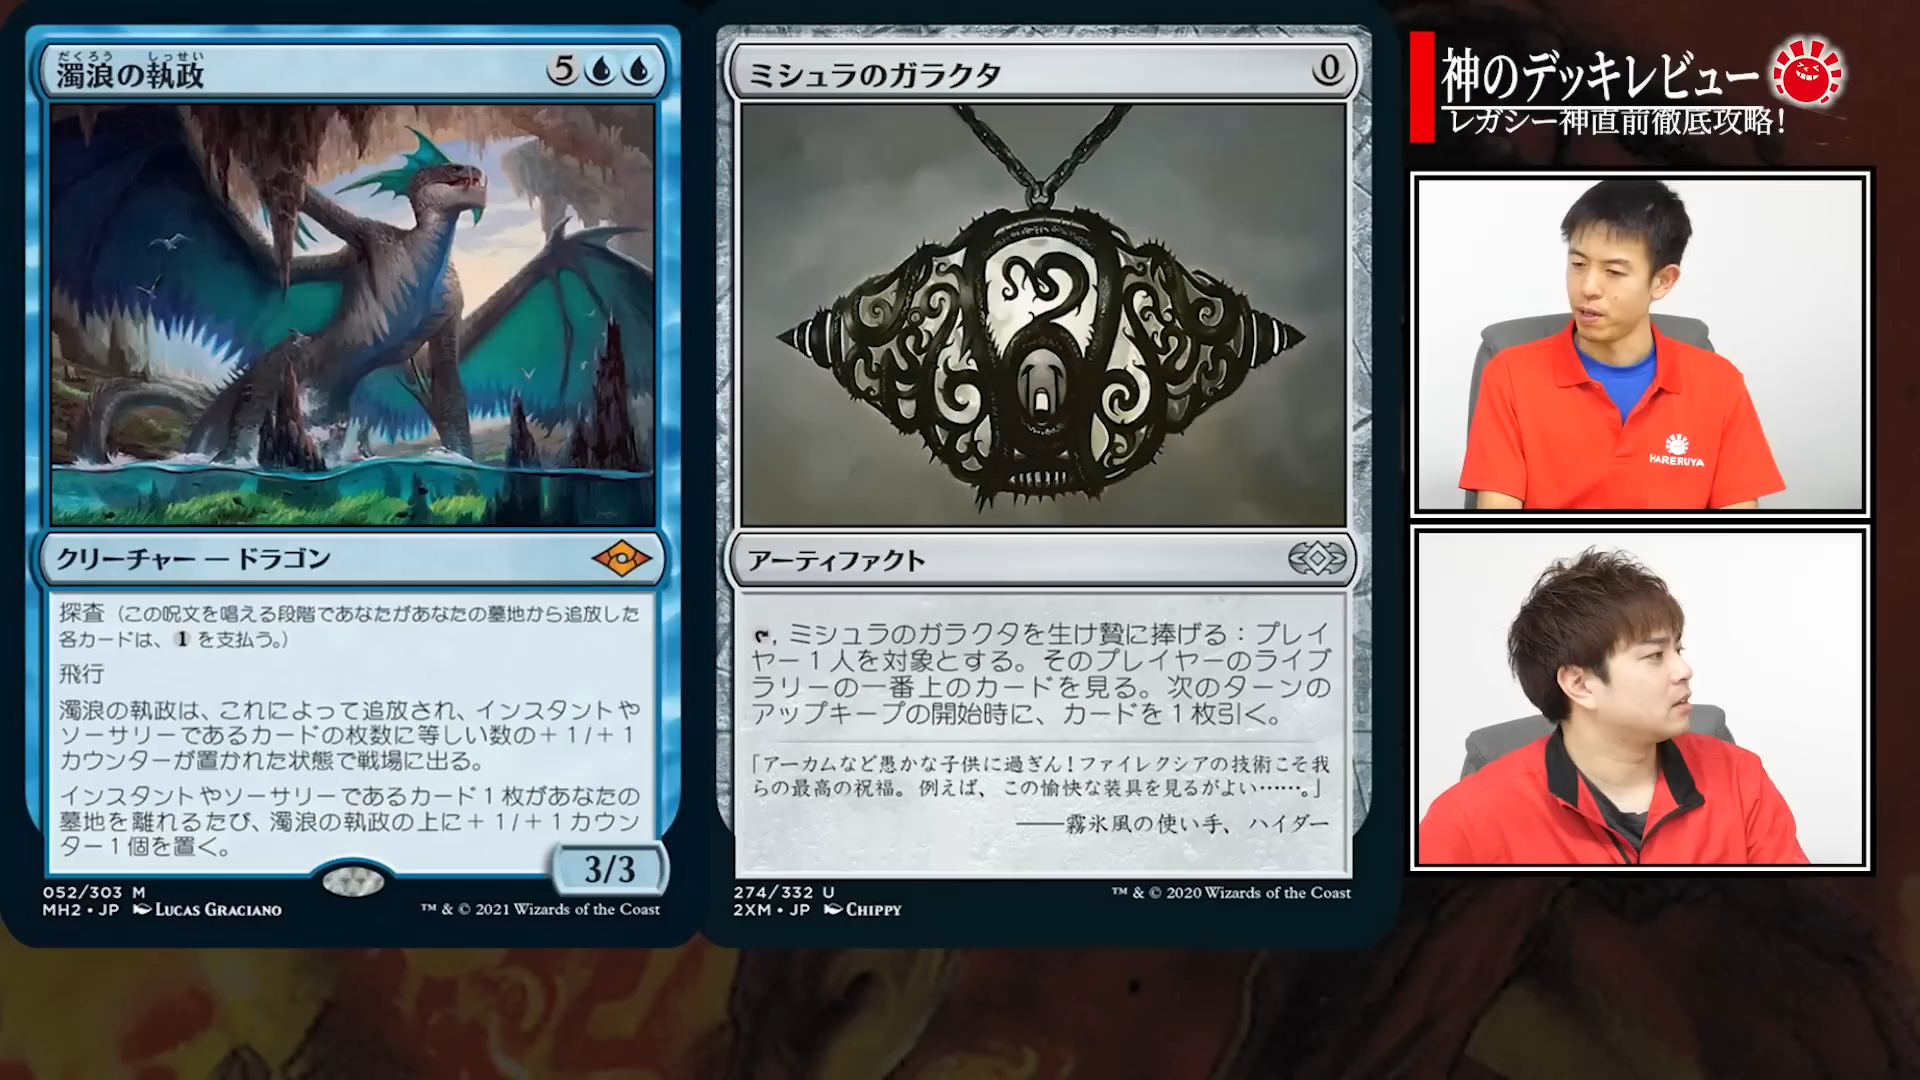 だくろう しっせい
濁浪の執政
5
クリーチャー — ドラゴン
探査（この呪文を唱える段階であなたがあなたの墓地から追放した
各カードは、1を支払う。）
飛行
濁浪の執政は、これによって追放され、インスタントや
ソーサリーであるカードの枚数に等しい数の＋1/＋1
カウンターが置かれた状態で戦場に出る。
インスタントやソーサリーであるカード1枚があなたの
墓地を離れるたび、濁浪の執政の上に＋1/＋1カウン
ター1個を置く。
3/3
052/303 M
MH2・JP LUCAS GRACIANO
™ & © 2021 Wizards of the Coast
ミシュラのガラクタ
0
アーティファクト
, ミシュラのガラクタを生け贄に捧げる：プレイ
ヤー1人を対象とする。そのプレイヤーのライブ
ラリーの一番上のカードを見る。次のターンの
アップキープの開始時に、カードを1枚引く。
「アーカムなど愚かな子供に過ぎん！ファイレクシアの技術こそ我
らの最高の祝福。例えば、この愉快な装具を見るがよい……。」
――霧氷風の使い手、ハイダー
274/332 U
2XM・JP CHIPPY
™ & © 2020 Wizards of the Coast
神のデッキレビュー
レガシー神直前徹底攻略！
HARERUYA